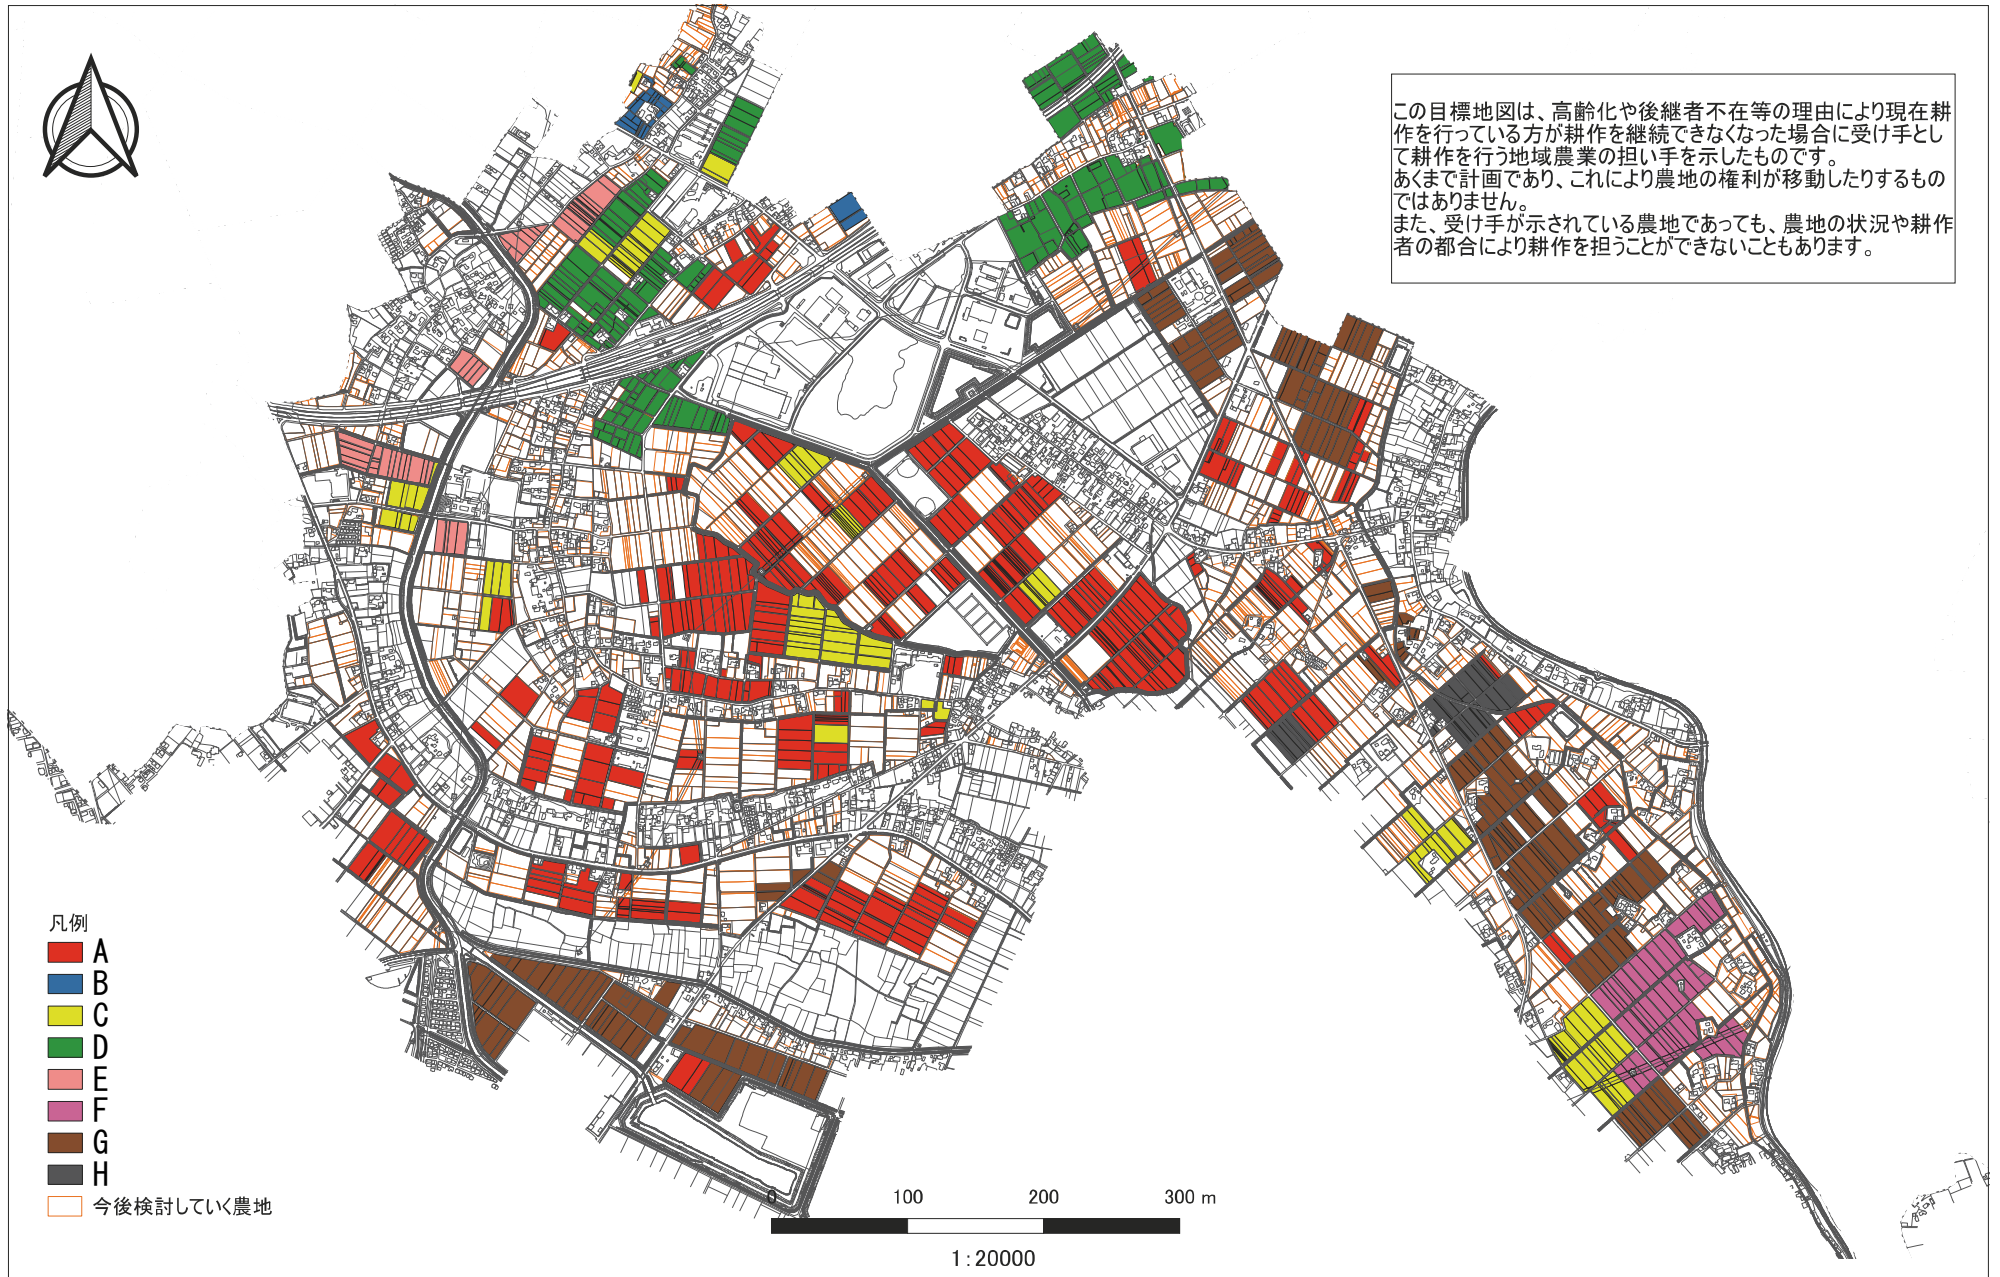 この目標地図は、高齢化や後継者不在等の理由により現在耕
作を行っている方が耕作を継続できなくなった場合に受け手とし
て耕作を行う地域農業の担い手を示したものです。
あくまで計画であり、これにより農地の権利が移動したりするもの
ではありません。
また、受け手が示されている農地であっても、農地の状況や耕作
者の都合により耕作を担うことができないこともあります。
凡例
A
B
C
D
E
F
G
H
今後検討していく農地
0 100 200 300 m
1:20000